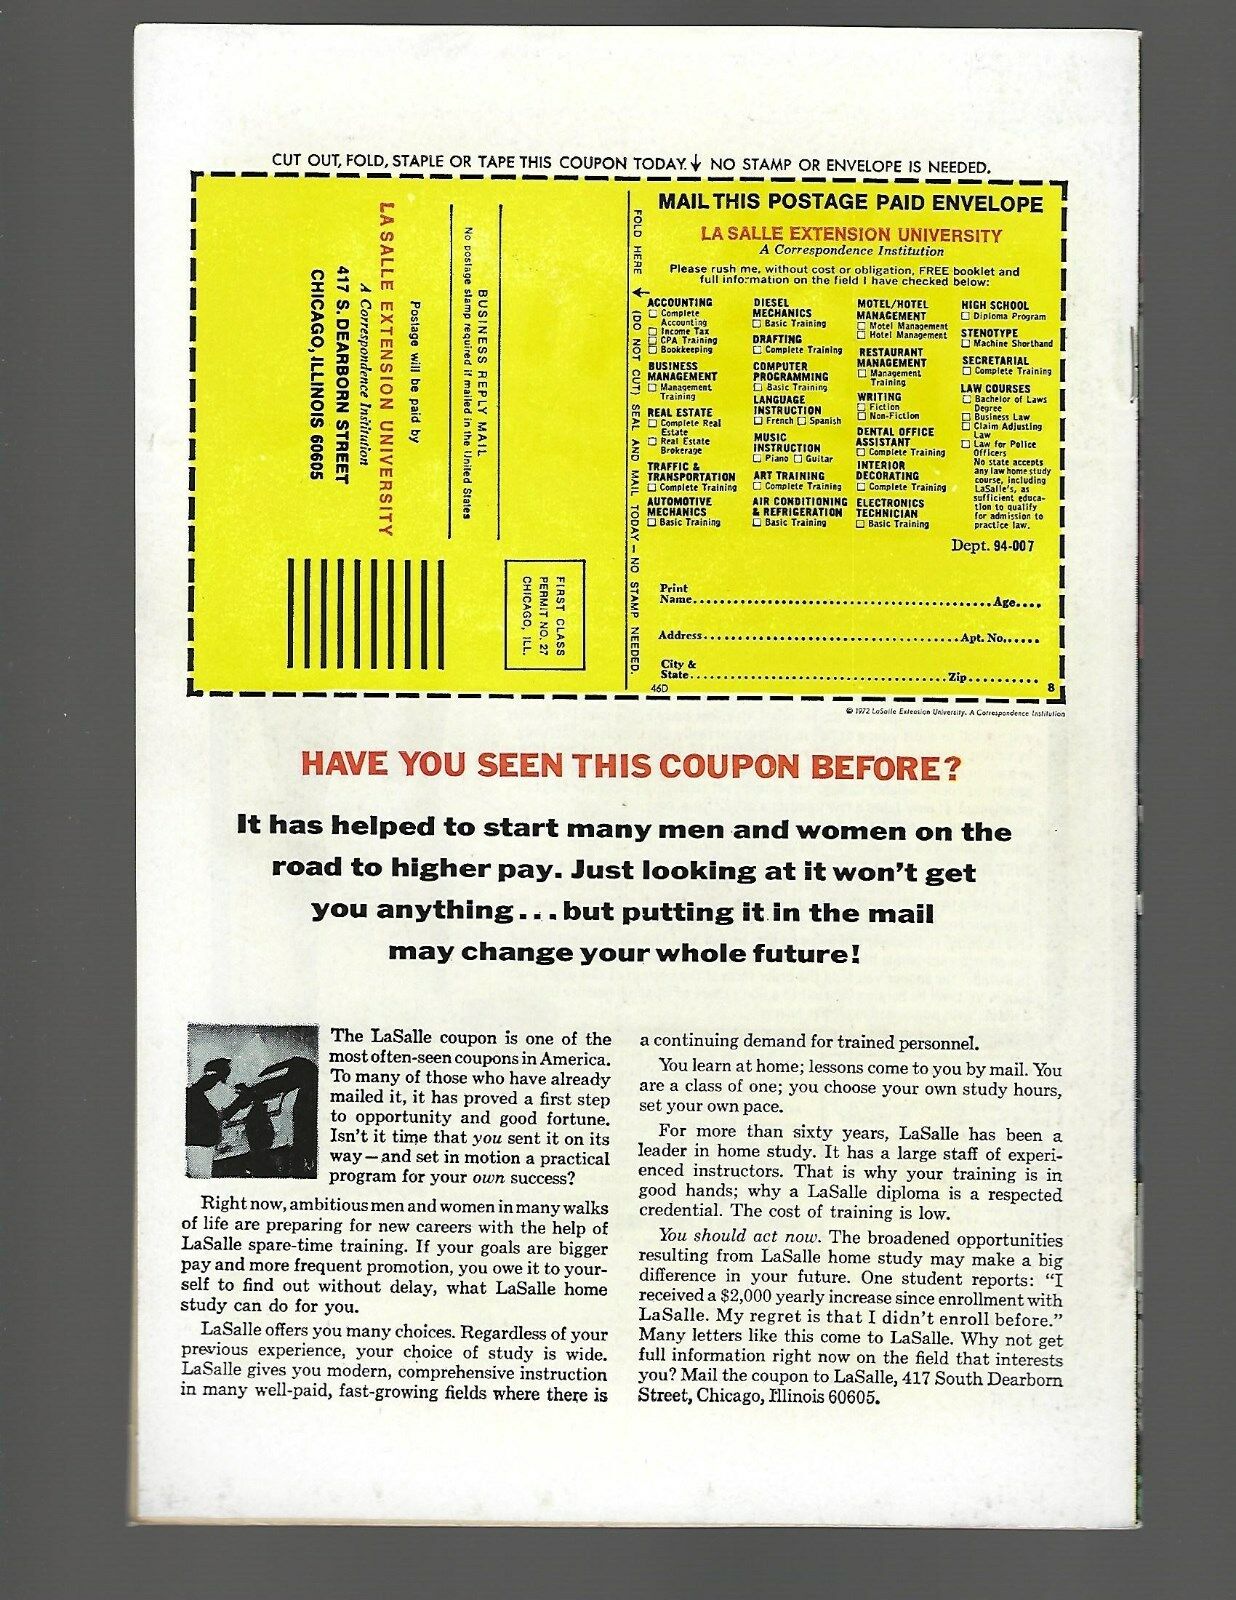 CUT OUT, FOLD, STAPLE OR TAPE THIS COUPON TODAY. ↓ NO STAMP OR ENVELOPE IS NEEDED.
FIRST CLASS
PERMIT NO. 27
CHICAGO, ILL.
BUSINESS REPLY MAIL
No postage stamp required if mailed in the United States
Postage will be paid by
LA SALLE EXTENSION UNIVERSITY
A Correspondence Institution
417 S. DEARBORN STREET
CHICAGO, ILLINOIS 60605
FOLD HERE → (DO NOT CUT) SEAL AND MAIL TODAY — NO STAMP NEEDED.
MAIL THIS POSTAGE PAID ENVELOPE
LA SALLE EXTENSION UNIVERSITY
A Correspondence Institution
Please rush me, without cost or obligation, FREE booklet and
full information on the field I have checked below:
ACCOUNTING
☐ Complete
Accounting
☐ Income Tax
☐ CPA Training
☐ Bookkeeping
BUSINESS
MANAGEMENT
☐ Management
Training
REAL ESTATE
☐ Complete Real
Estate
☐ Real Estate
Brokerage
TRAFFIC &
TRANSPORTATION
☐ Complete Training
AUTOMOTIVE
MECHANICS
☐ Basic Training
DIESEL
MECHANICS
☐ Basic Training
DRAFTING
☐ Complete Training
COMPUTER
PROGRAMMING
☐ Basic Training
LANGUAGE
INSTRUCTION
☐ French ☐ Spanish
MUSIC
INSTRUCTION
☐ Piano ☐ Guitar
ART TRAINING
☐ Complete Training
AIR CONDITIONING
& REFRIGERATION
☐ Basic Training
MOTEL/HOTEL
MANAGEMENT
☐ Motel Management
☐ Hotel Management
RESTAURANT
MANAGEMENT
☐ Management
Training
WRITING
☐ Fiction
☐ Non-Fiction
DENTAL OFFICE
ASSISTANT
☐ Complete Training
INTERIOR
DECORATING
☐ Complete Training
ELECTRONICS
TECHNICIAN
☐ Basic Training
HIGH SCHOOL
☐ Diploma Program
STENOTYPE
☐ Machine Shorthand
SECRETARIAL
☐ Complete Training
LAW COURSES
☐ Bachelor of Laws
Degree
☐ Business Law
☐ Claim Adjusting
Law
☐ Law for Police
Officers
No state accepts
any law home study
course, including
LaSalle's, as
sufficient educa-
tion to qualify
for admission to
practice law.
Dept. 94-007
Print
Name.....Age....
Address.....Apt. No......
City &
State.....Zip..........
46D 8
© 1972 LaSalle Extension University. A Correspondence Institution
HAVE YOU SEEN THIS COUPON BEFORE?
It has helped to start many men and women on the
road to higher pay. Just looking at it won't get
you anything... but putting it in the mail
may change your whole future!
The LaSalle coupon is one of the
most often-seen coupons in America.
To many of those who have already
mailed it, it has proved a first step
to opportunity and good fortune.
Isn't it time that you sent it on its
way—and set in motion a practical
program for your own success?
Right now, ambitious men and women in many walks
of life are preparing for new careers with the help of
LaSalle spare-time training. If your goals are bigger
pay and more frequent promotion, you owe it to your-
self to find out without delay, what LaSalle home
study can do for you.
LaSalle offers you many choices. Regardless of your
previous experience, your choice of study is wide.
LaSalle gives you modern, comprehensive instruction
in many well-paid, fast-growing fields where there is
a continuing demand for trained personnel.
You learn at home; lessons come to you by mail. You
are a class of one; you choose your own study hours,
set your own pace.
For more than sixty years, LaSalle has been a
leader in home study. It has a large staff of experi-
enced instructors. That is why your training is in
good hands; why a LaSalle diploma is a respected
credential. The cost of training is low.
You should act now. The broadened opportunities
resulting from LaSalle home study may make a big
difference in your future. One student reports: “I
received a $2,000 yearly increase since enrollment with
LaSalle. My regret is that I didn't enroll before.”
Many letters like this come to LaSalle. Why not get
full information right now on the field that interests
you? Mail the coupon to LaSalle, 417 South Dearborn
Street, Chicago, Illinois 60605.